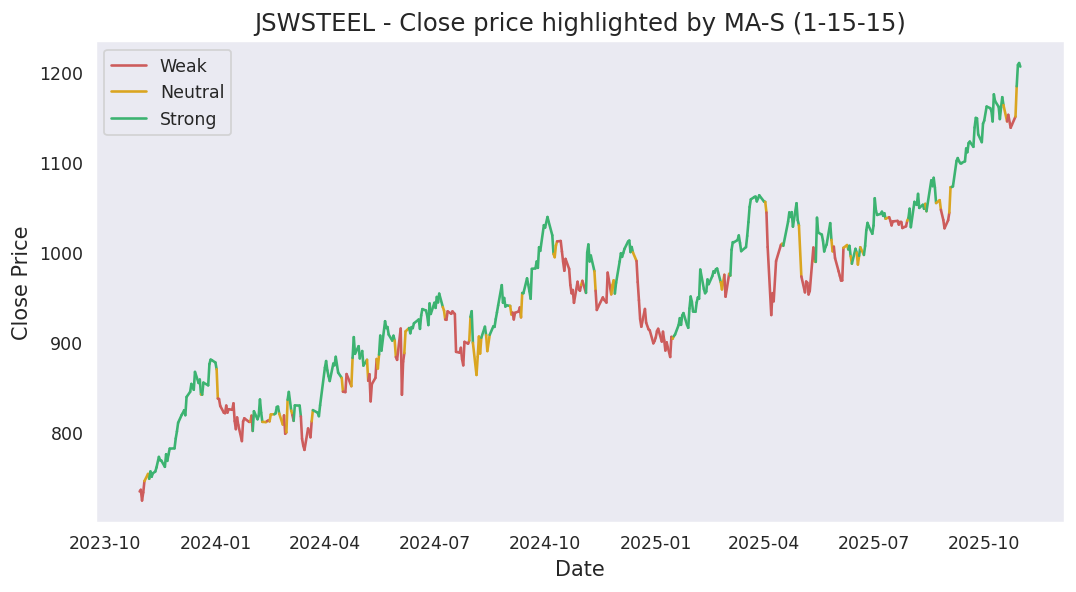 JSWSTEEL - Close price highlighted by MA-S (1-15-15)
Weak
Neutral
Strong
Close Price
1200
1100
1000
900
800
2023-10
2024-01
2024-04
2024-07
2024-10
2025-01
2025-04
2025-07
2025-10
Date